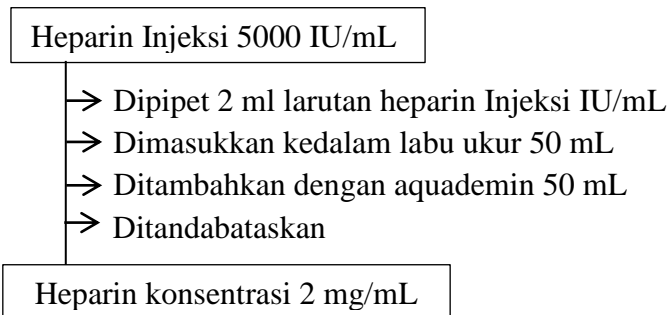 Heparin Injeksi 5000 IU/mL
Dipipet 2 ml larutan heparin Injeksi IU/mL
Dimasukkan kedalam labu ukur 50 mL
Ditambahkan dengan aquademin 50 mL
Ditandabataskan
Heparin konsentrasi 2 mg/mL